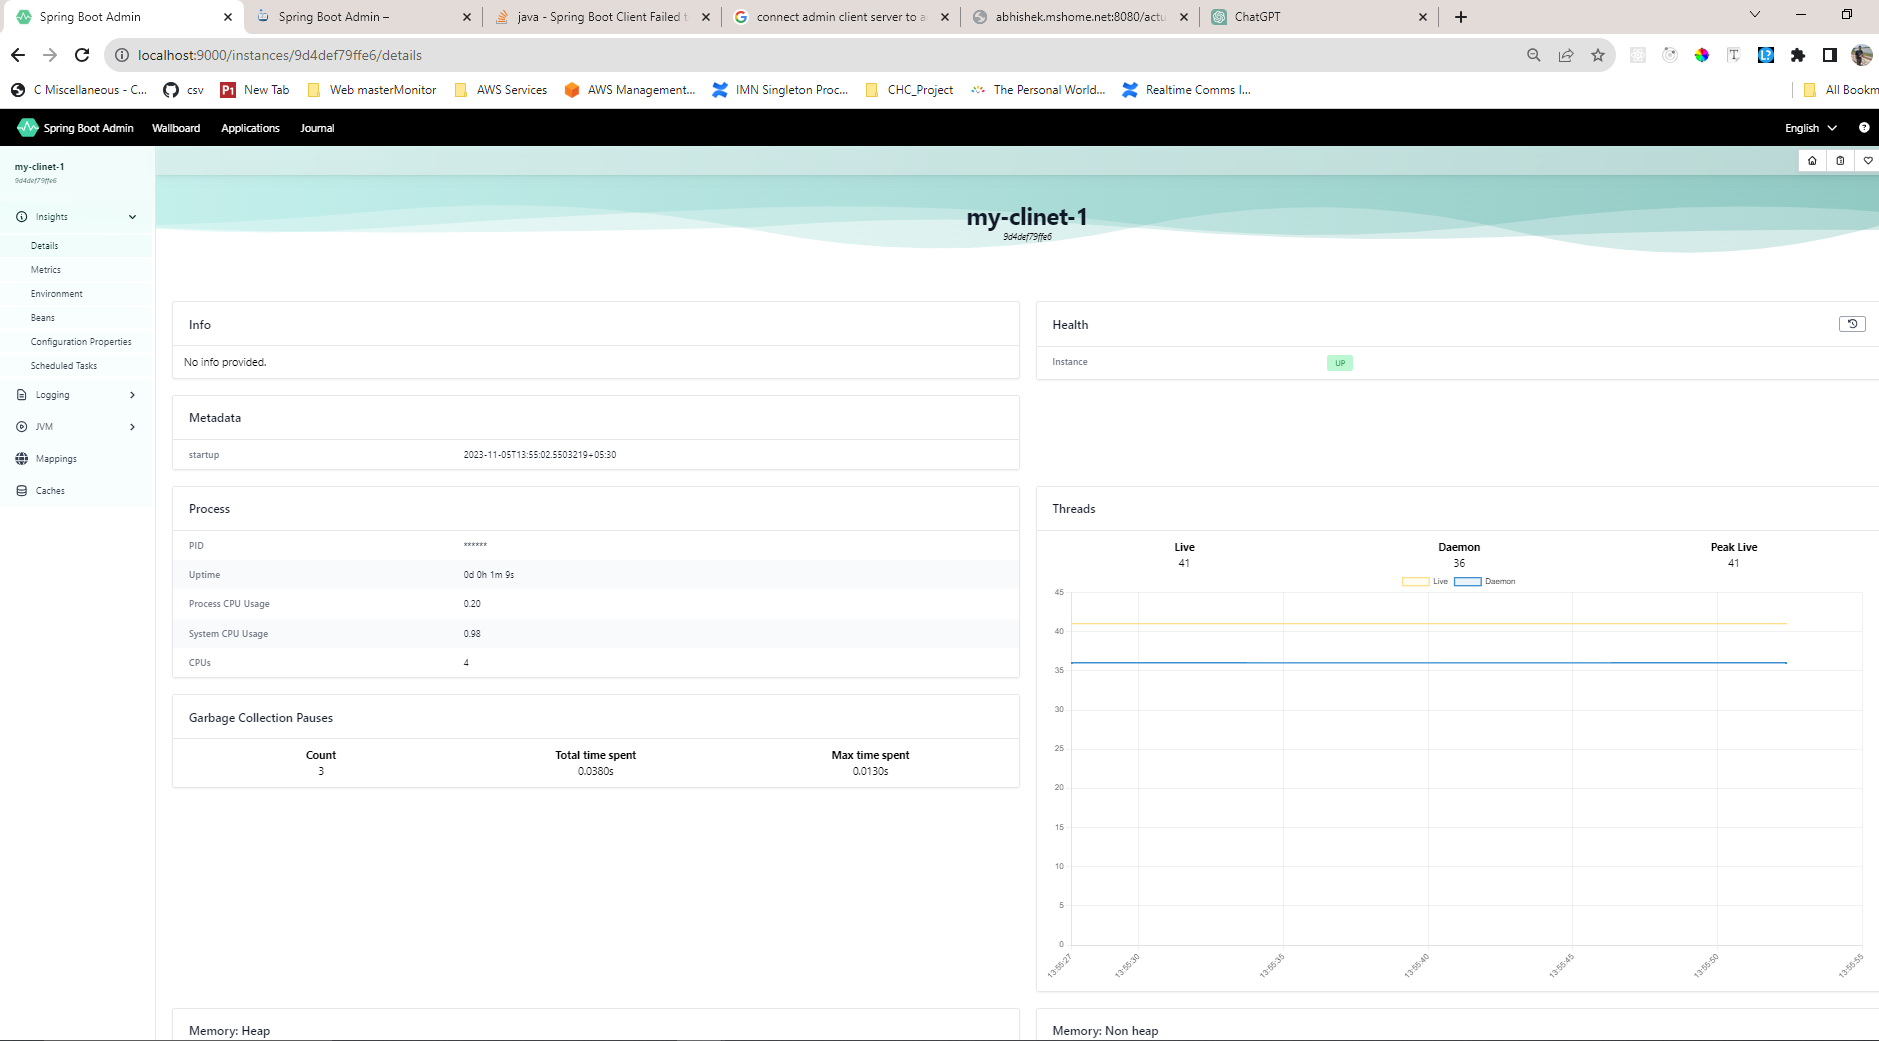 Spring Boot Admin
Spring Boot Admin –
java - Spring Boot Client Failed t
connect admin client server to a
abhishek.mshome.net:8080/actu
ChatGPT
localhost:9000/instances/9d4def79ffe6/details
C Miscellaneous - C...
csv
New Tab
Web masterMonitor
AWS Services
AWS Management...
IMN Singleton Proc...
CHC_Project
The Personal World...
Realtime Comms I...
All Bookm
Spring Boot Admin
Wallboard
Applications
Journal
English
my-clinet-1
9d4def79ffe6
Insights
Details
Metrics
Environment
Beans
Configuration Properties
Scheduled Tasks
Logging
JVM
Mappings
Caches
my-clinet-1
9d4def79ffe6
Info
No info provided.
Health
Instance UP
Metadata
startup 2023-11-05T13:55:02.5503219+05:30
Process
PID ******
Uptime 0d 0h 1m 9s
Process CPU Usage 0.20
System CPU Usage 0.98
CPUs 4
Garbage Collection Pauses
Count Total time spent Max time spent
3 0.0380s 0.0130s
Threads
Live Daemon Peak Live
41 36 41
Live Daemon
45
40
35
30
25
20
15
10
5
0
13:55:27 13:55:30 13:55:35 13:55:40 13:55:45 13:55:50 13:55:55
Memory: Heap
Memory: Non heap